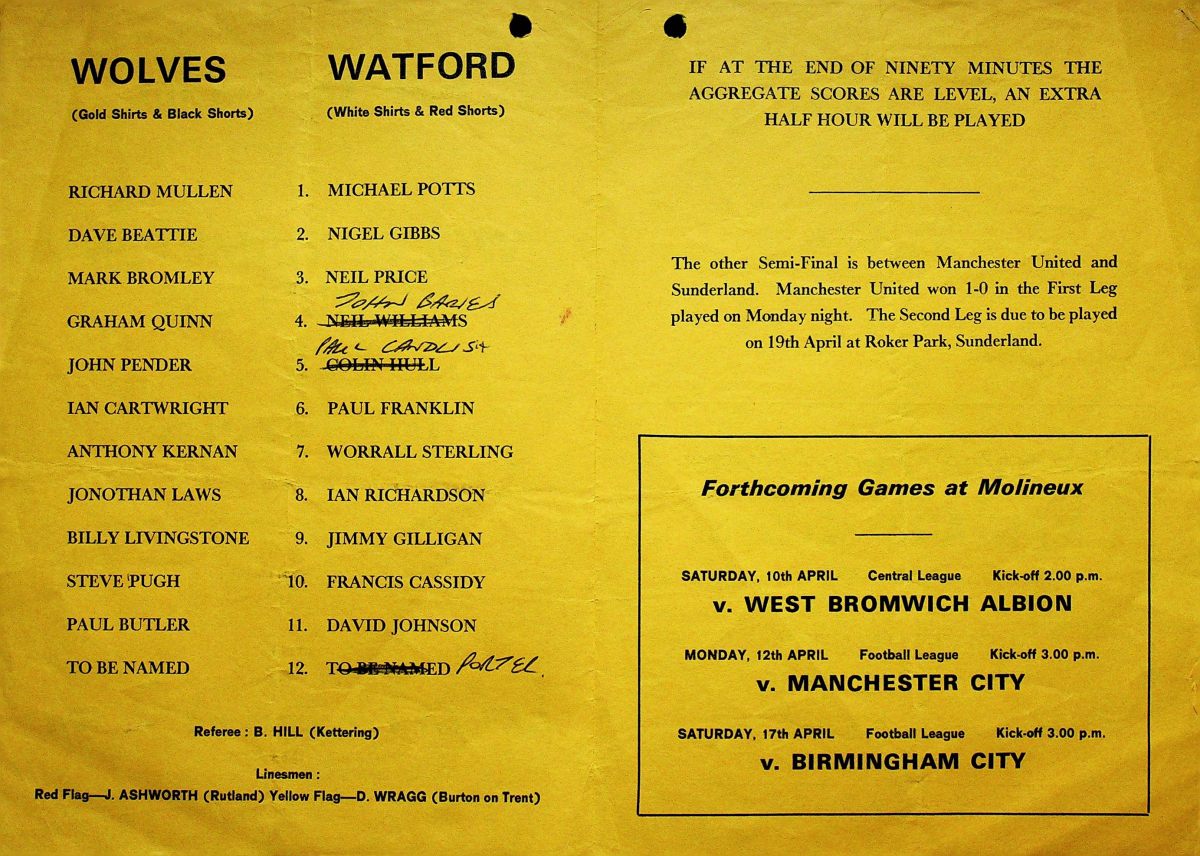 WOLVES
(Gold Shirts & Black Shorts)
WATFORD
(White Shirts & Red Shorts)
RICHARD MULLEN 1. MICHAEL POTTS
DAVE BEATTIE 2. NIGEL GIBBS
MARK BROMLEY 3. NEIL PRICE
JOHN BARNES
GRAHAM QUINN 4. NEIL WILLIAMS
PAUL CANDLISH
JOHN PENDER 5. COLIN HULL
IAN CARTWRIGHT 6. PAUL FRANKLIN
ANTHONY KERNAN 7. WORRALL STERLING
JONOTHAN LAWS 8. IAN RICHARDSON
BILLY LIVINGSTONE 9. JIMMY GILLIGAN
STEVE PUGH 10. FRANCIS CASSIDY
PAUL BUTLER 11. DAVID JOHNSON
TO BE NAMED 12. TO BE NAMED PORTER.
Referee : B. HILL (Kettering)
Linesmen :
Red Flag—J. ASHWORTH (Rutland) Yellow Flag—D. WRAGG (Burton on Trent)
IF AT THE END OF NINETY MINUTES THE
AGGREGATE SCORES ARE LEVEL, AN EXTRA
HALF HOUR WILL BE PLAYED
The other Semi-Final is between Manchester United and
Sunderland. Manchester United won 1-0 in the First Leg
played on Monday night. The Second Leg is due to be played
on 19th April at Roker Park, Sunderland.
Forthcoming Games at Molineux
SATURDAY, 10th APRIL Central League Kick-off 2.00 p.m.
v. WEST BROMWICH ALBION
MONDAY, 12th APRIL Football League Kick-off 3.00 p.m.
v. MANCHESTER CITY
SATURDAY, 17th APRIL Football League Kick-off 3.00 p.m.
v. BIRMINGHAM CITY